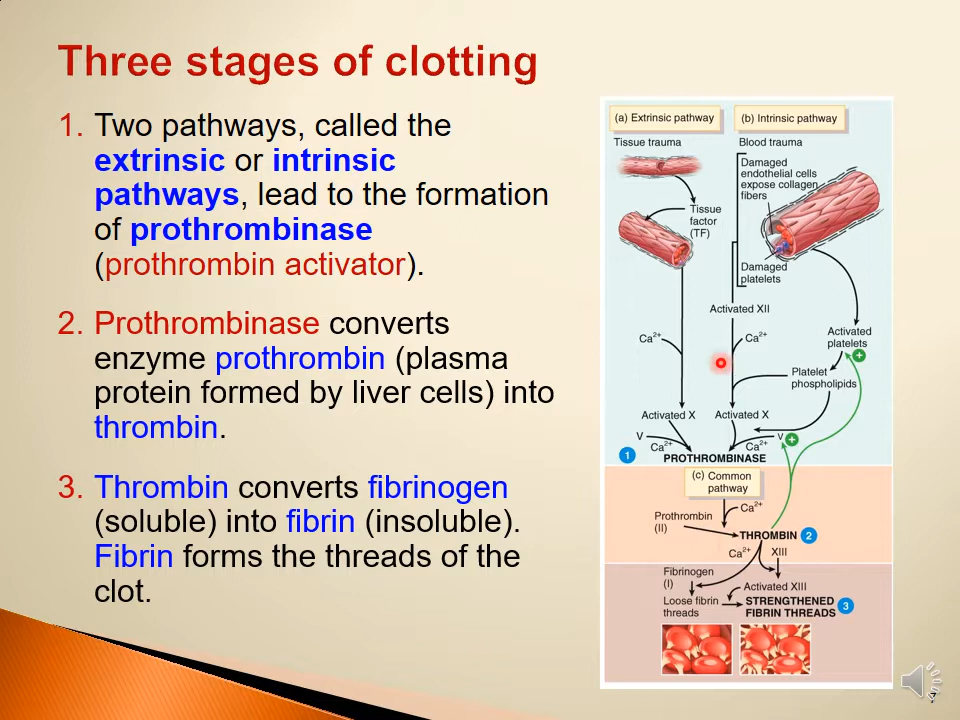 Three stages of clotting
1. Two pathways, called the
extrinsic or intrinsic
pathways, lead to the formation
of prothrombinase
(prothrombin activator).
2. Prothrombinase converts
enzyme prothrombin (plasma
protein formed by liver cells) into
thrombin.
3. Thrombin converts fibrinogen
(soluble) into fibrin (insoluble).
Fibrin forms the threads of the
clot.
(a) Extrinsic pathway
(b) Intrinsic pathway
Tissue trauma
Blood trauma
Damaged
endothelial cells
expose collagen
fibers
Tissue
factor
(TF)
Damaged
platelets
Activated XII
Ca2+
Ca2+
Activated
platelets
+
Platelet
phospholipids
Activated X
Activated X
V
Ca2+
Ca2+
V
+
1
PROTHROMBINASE
(c) Common
pathway
Ca2+
Prothrombin
(II)
THROMBIN
2
Ca2+
XIII
Fibrinogen
(I)
Activated XIII
Loose fibrin
threads
STRENGTHENED
FIBRIN THREADS
3
7